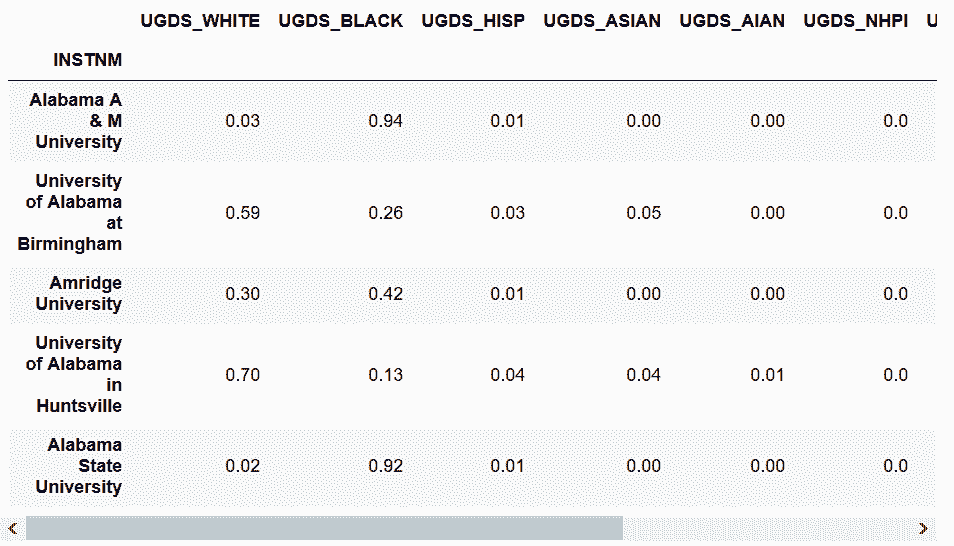 UGDS_WHITE UGDS_BLACK UGDS_HISP UGDS_ASIAN UGDS_AIAN UGDS_NHPI U
INSTNM
Alabama A
& M 0.03 0.94 0.01 0.00 0.00 0.0
University
University
of Alabama
at 0.59 0.26 0.03 0.05 0.00 0.0
Birmingham
Amridge
University 0.30 0.42 0.01 0.00 0.00 0.0
University
of Alabama
in 0.70 0.13 0.04 0.04 0.01 0.0
Huntsville
Alabama
State 0.02 0.92 0.01 0.00 0.00 0.0
University